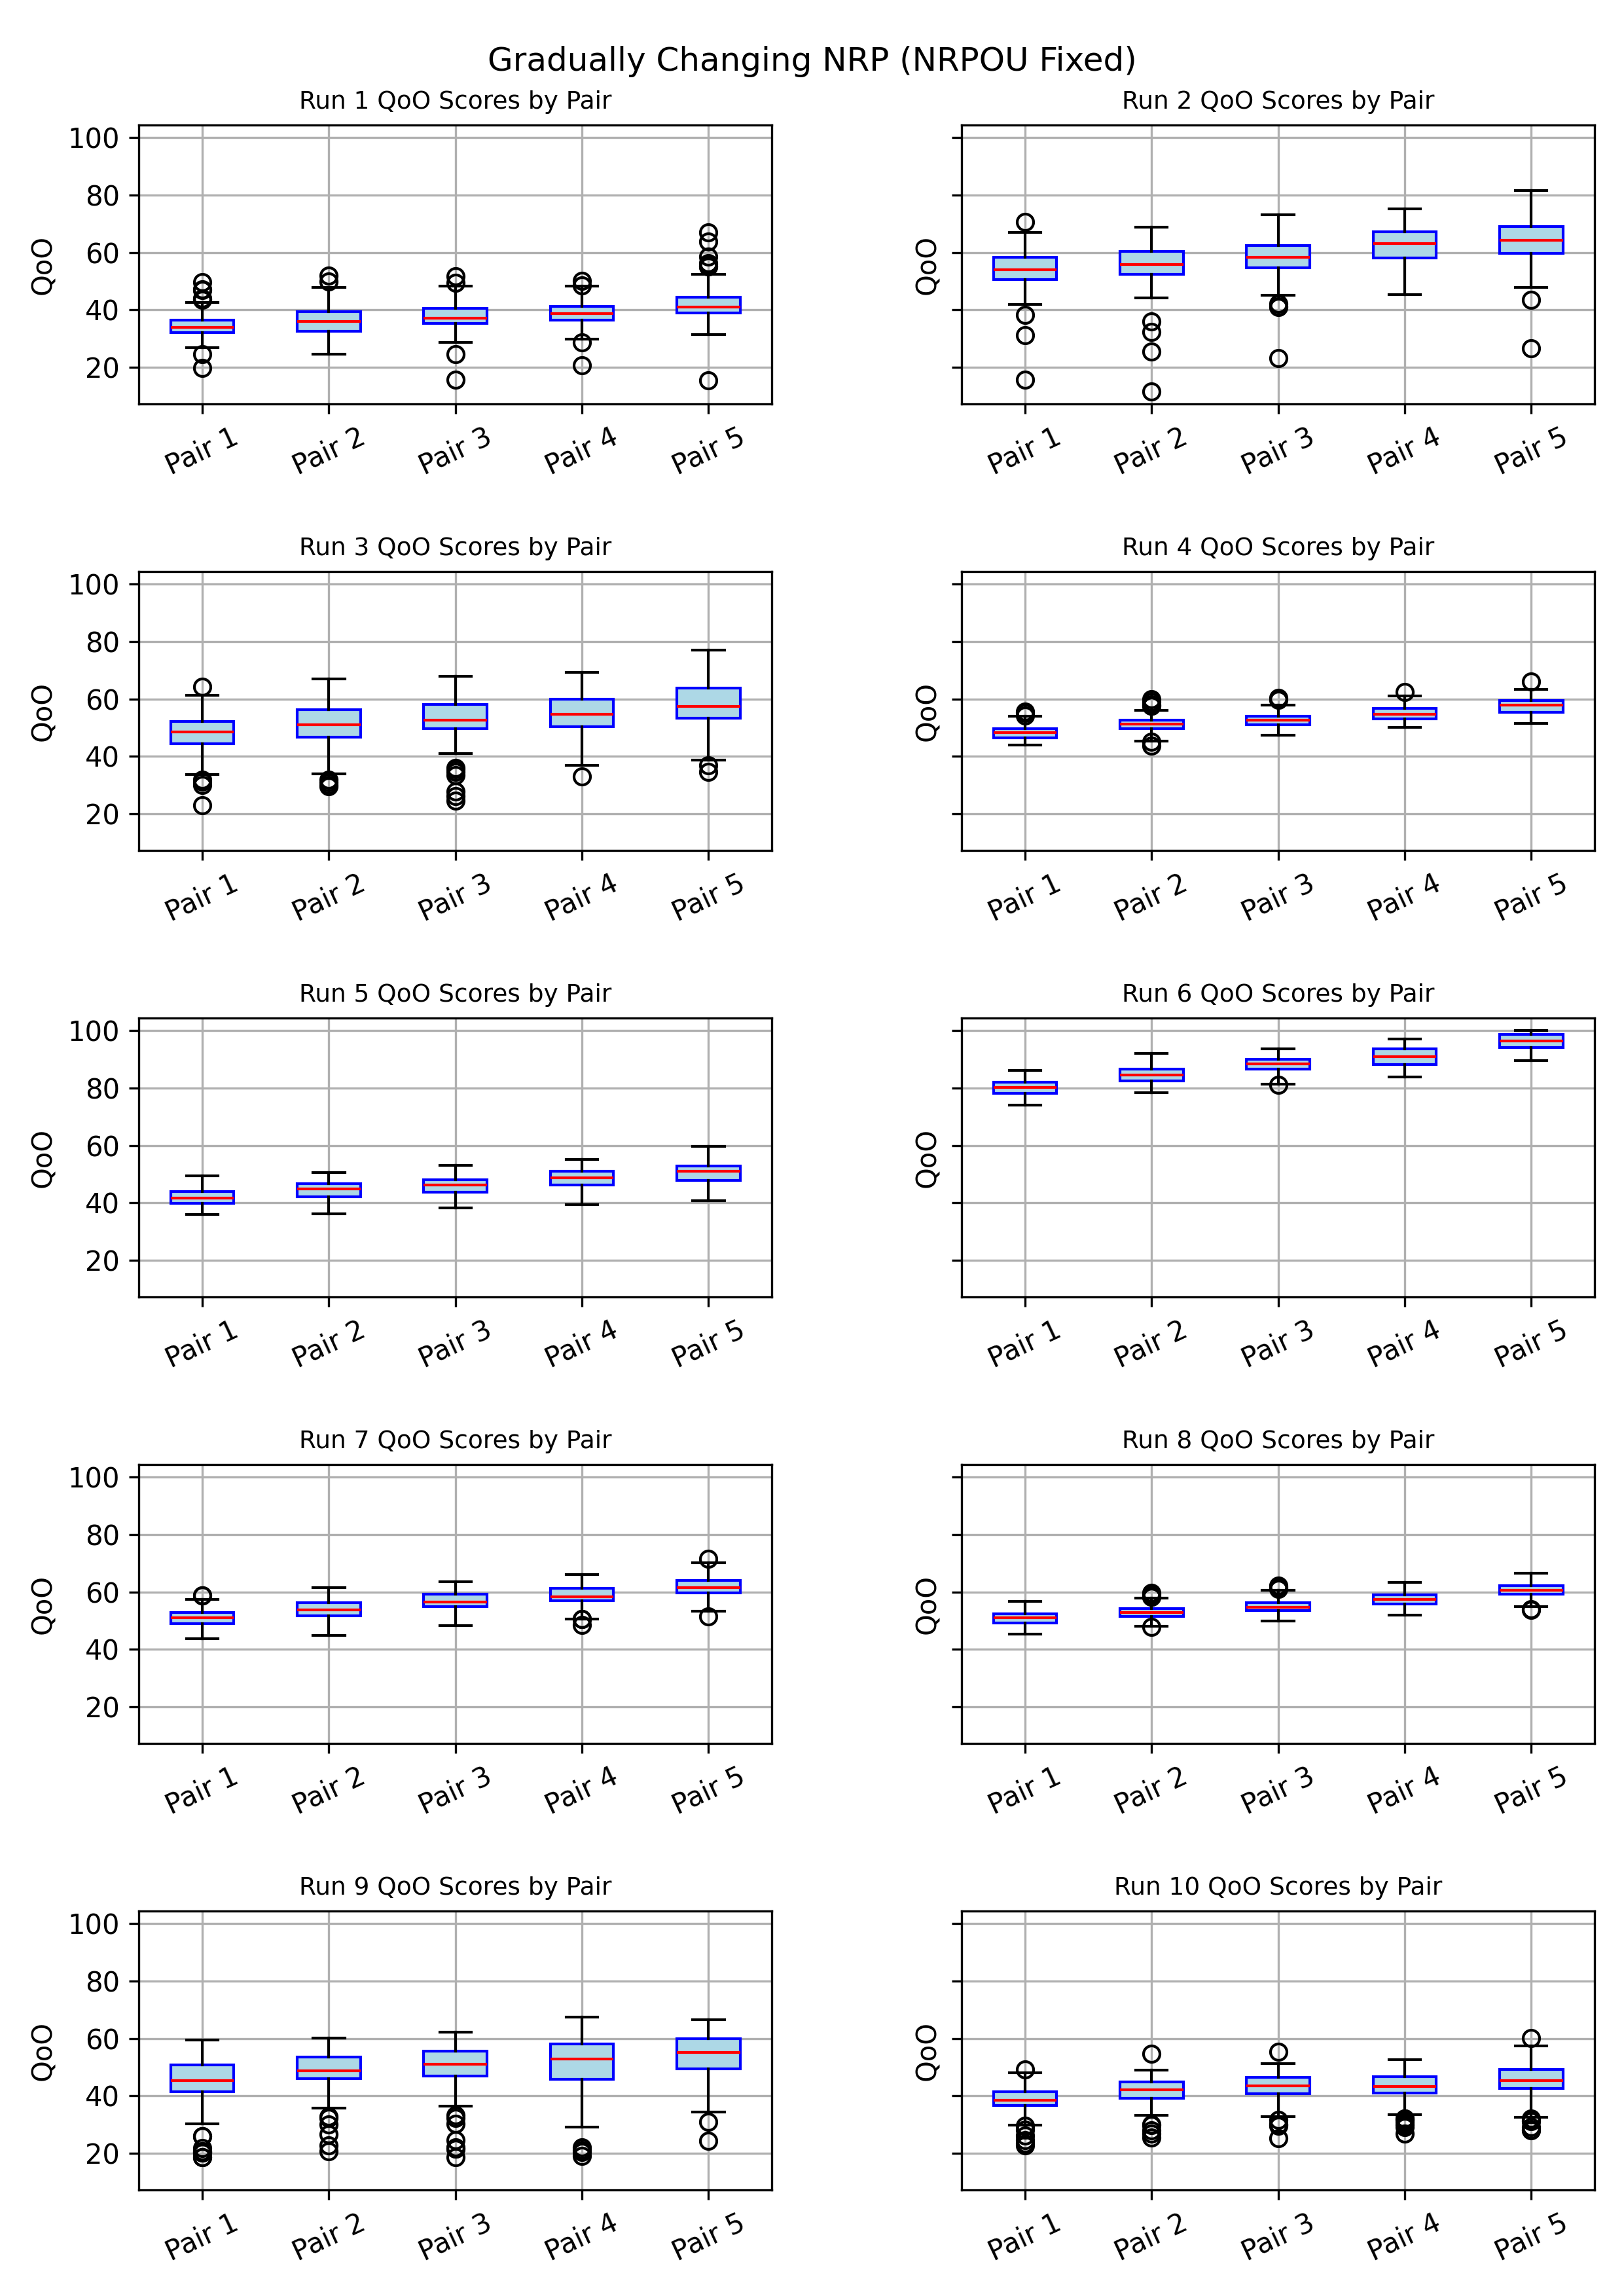 Gradually Changing NRP (NRPOU Fixed)
Run 1 QoO Scores by Pair
100
80
60
40
20
QoO
Pair 1 Pair 2 Pair 3 Pair 4 Pair 5
Run 2 QoO Scores by Pair
QoO
Pair 1 Pair 2 Pair 3 Pair 4 Pair 5
Run 3 QoO Scores by Pair
100
80
60
40
20
QoO
Pair 1 Pair 2 Pair 3 Pair 4 Pair 5
Run 4 QoO Scores by Pair
QoO
Pair 1 Pair 2 Pair 3 Pair 4 Pair 5
Run 5 QoO Scores by Pair
100
80
60
40
20
QoO
Pair 1 Pair 2 Pair 3 Pair 4 Pair 5
Run 6 QoO Scores by Pair
QoO
Pair 1 Pair 2 Pair 3 Pair 4 Pair 5
Run 7 QoO Scores by Pair
100
80
60
40
20
QoO
Pair 1 Pair 2 Pair 3 Pair 4 Pair 5
Run 8 QoO Scores by Pair
QoO
Pair 1 Pair 2 Pair 3 Pair 4 Pair 5
Run 9 QoO Scores by Pair
100
80
60
40
20
QoO
Pair 1 Pair 2 Pair 3 Pair 4 Pair 5
Run 10 QoO Scores by Pair
QoO
Pair 1 Pair 2 Pair 3 Pair 4 Pair 5